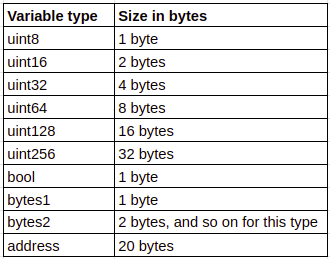 Variable type Size in bytes
uint8 1 byte
uint16 2 bytes
uint32 4 bytes
uint64 8 bytes
uint128 16 bytes
uint256 32 bytes
bool 1 byte
bytes1 1 byte
bytes2 2 bytes, and so on for this type
address 20 bytes